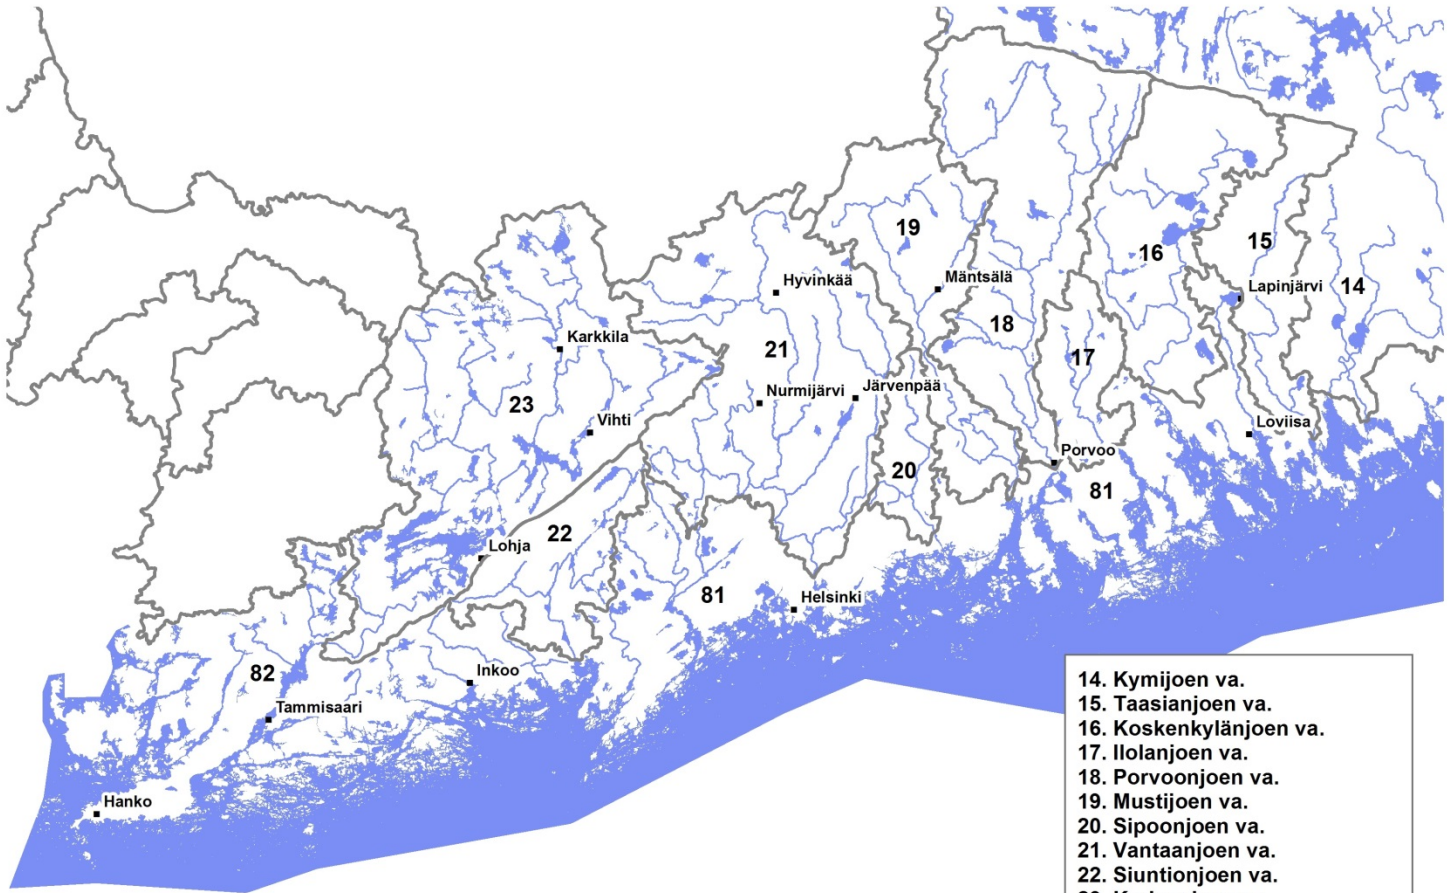 19
16
15
Hyvinkää
Mäntsälä
Lapinjärvi
14
18
Karkkila
21
17
Nurmijärvi
Järvenpää
23
Vihti
Loviisa
Porvoo
20
81
22
Lohja
81
Helsinki
82
Inkoo
Tammisaari
Hanko
14. Kymijoen va.
15. Taasianjoen va.
16. Koskenkylänjoen va.
17. Ilolanjoen va.
18. Porvoonjoen va.
19. Mustijoen va.
20. Sipoonjoen va.
21. Vantaanjoen va.
22. Siuntionjoen va.